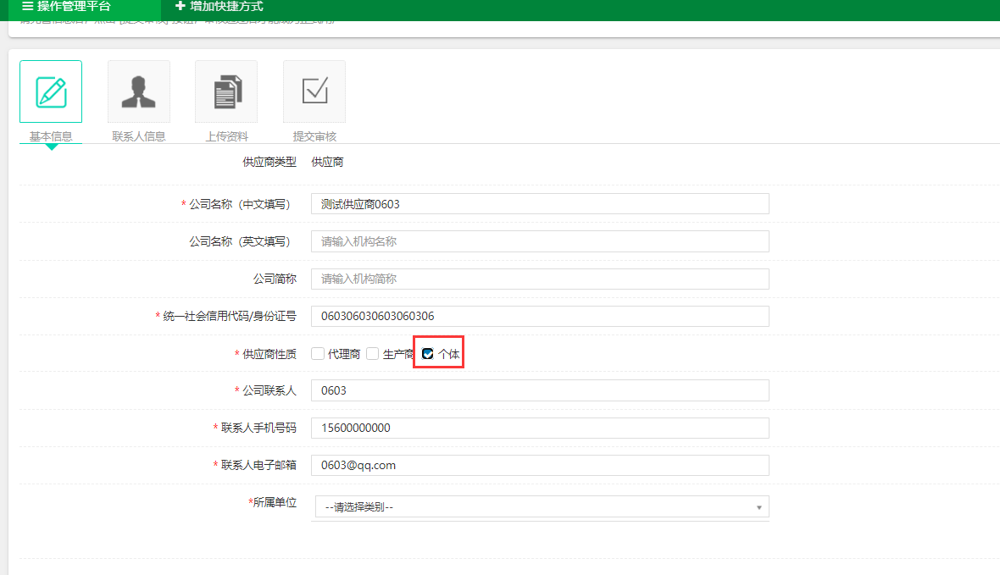 操作管理平台
增加快捷方式
基本信息
联系人信息
上传资料
提交审核
供应商类型 供应商
* 公司名称（中文填写） 测试供应商0603
公司名称（英文填写） 请输入机构名称
公司简称 请输入机构简称
* 统一社会信用代码/身份证号 060306030603060306
* 供应商性质 代理商 生产商 个体
* 公司联系人 0603
* 联系人手机号码 15600000000
* 联系人电子邮箱 0603@qq.com
*所属单位 --请选择类别--